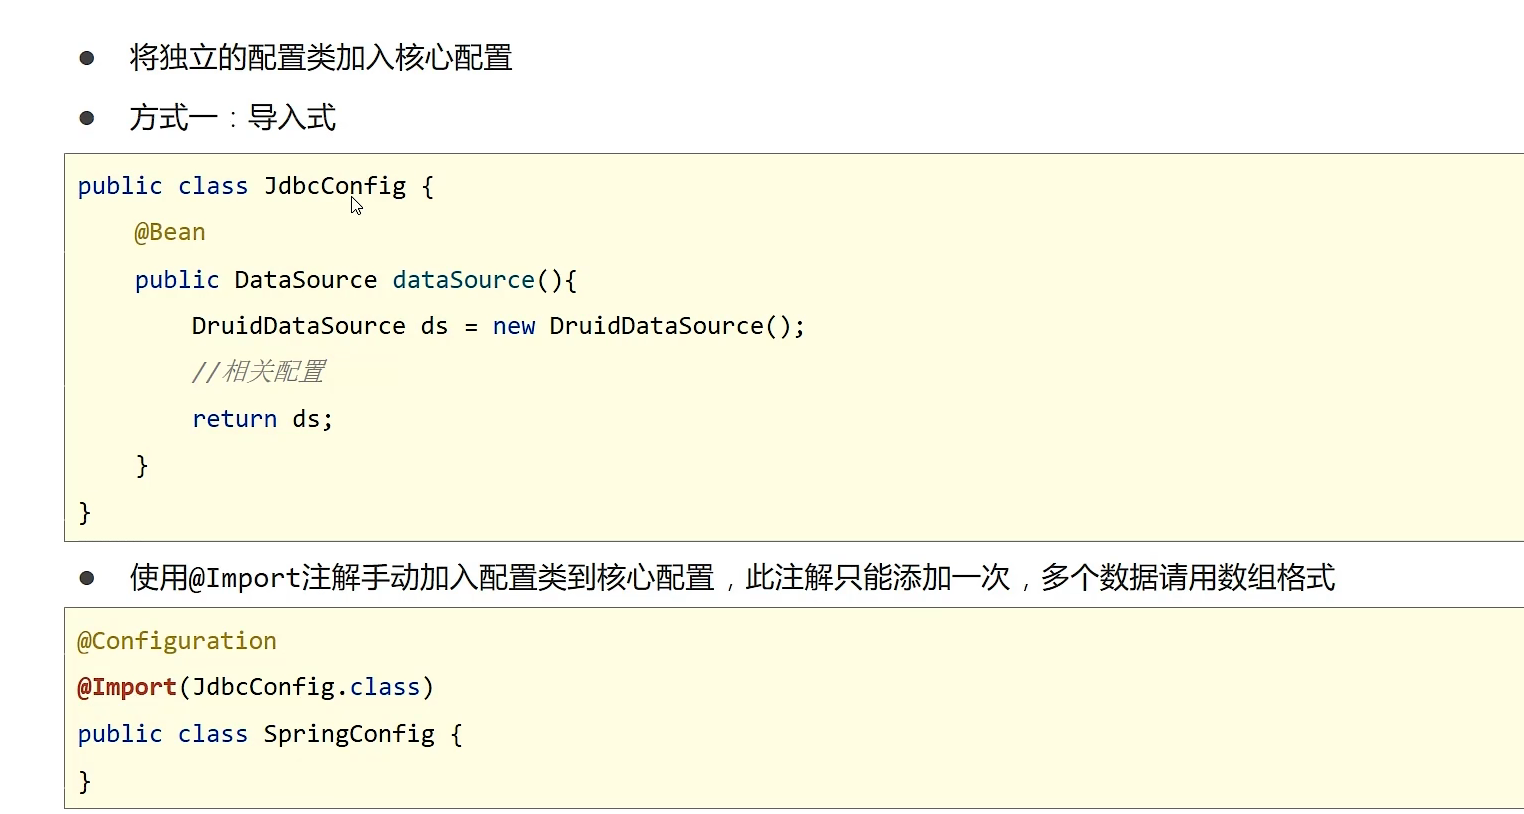 将独立的配置类加入核心配置
方式一：导入式
public class JdbcConfig {
    @Bean
    public DataSource dataSource(){
        DruidDataSource ds = new DruidDataSource();
        //相关配置
        return ds;
    }
}
使用@Import注解手动加入配置类到核心配置，此注解只能添加一次，多个数据请用数组格式
@Configuration
@Import(JdbcConfig.class)
public class SpringConfig {
}